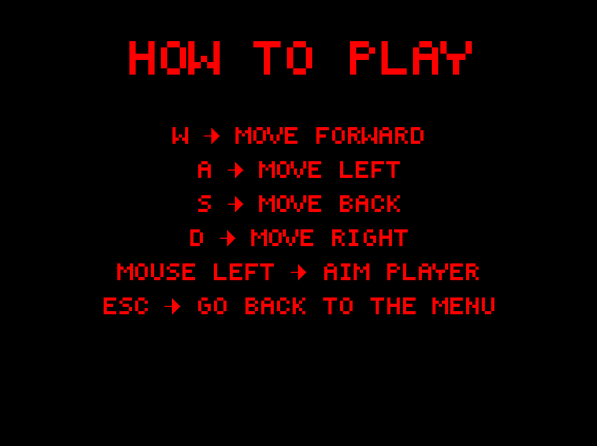 HOW TO PLAY
W → MOVE FORWARD
A → MOVE LEFT
S → MOVE BACK
D → MOVE RIGHT
MOUSE LEFT → AIM PLAYER
ESC → GO BACK TO THE MENU